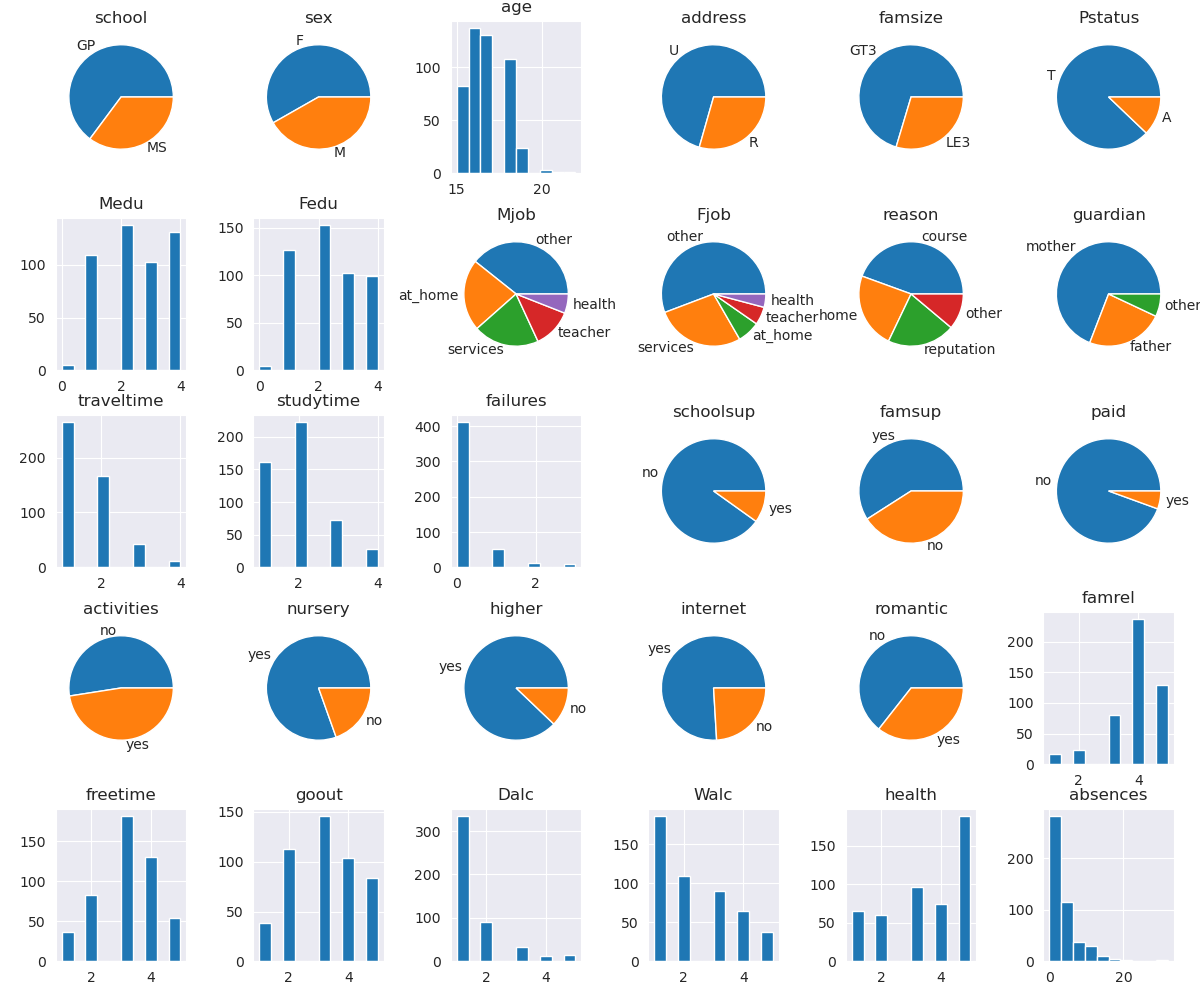 school sex age address famsize Pstatus
GP F 100 U GT3 T
50 A
MS M R LE3
0
15 20
Medu Fedu Mjob Fjob reason guardian
150 other other course mother
100 100 at_home health health home other other
50 50 teacher teacher
services services at_home reputation father
0 0
0 2 4 0 2 4
traveltime studytime failures schoolsup famsup paid
400 yes
200 200 300 no no yes
150 yes
100 100 200
50 100 no
0 0 0
2 4 2 4 0 2
activities nursery higher internet romantic famrel
no yes yes yes no 200
150
no no no 100
yes yes 50
0
2 4
freetime goout Dalc Walc health absences
150 150 300 150 150 200
100 100 200 100 100 100
50 50 100 50 50
0 0 0 0 0 0
2 4 2 4 2 4 2 4 2 4 0 20